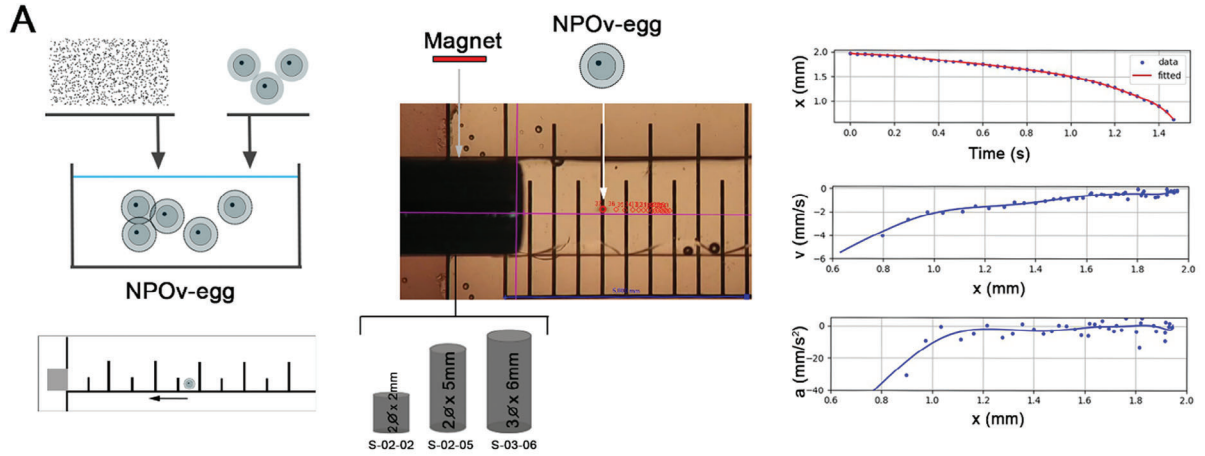 A
Magnet
NPOv-egg
NPOv-egg
2,Ø x 2mm
2,Ø x 5mm
3 Ø x 6mm
S-02-02
S-02-05
S-03-06
x (mm)
2.0
1.5
1.0
data
fitted
0.0 0.2 0.4 0.6 0.8 1.0 1.2 1.4
Time (s)
v (mm/s)
0
−2
−4
−6
0.6 0.8 1.0 1.2 1.4 1.6 1.8 2.0
x (mm)
a (mm/s²)
0
−20
−40
0.6 0.8 1.0 1.2 1.4 1.6 1.8 2.0
x (mm)